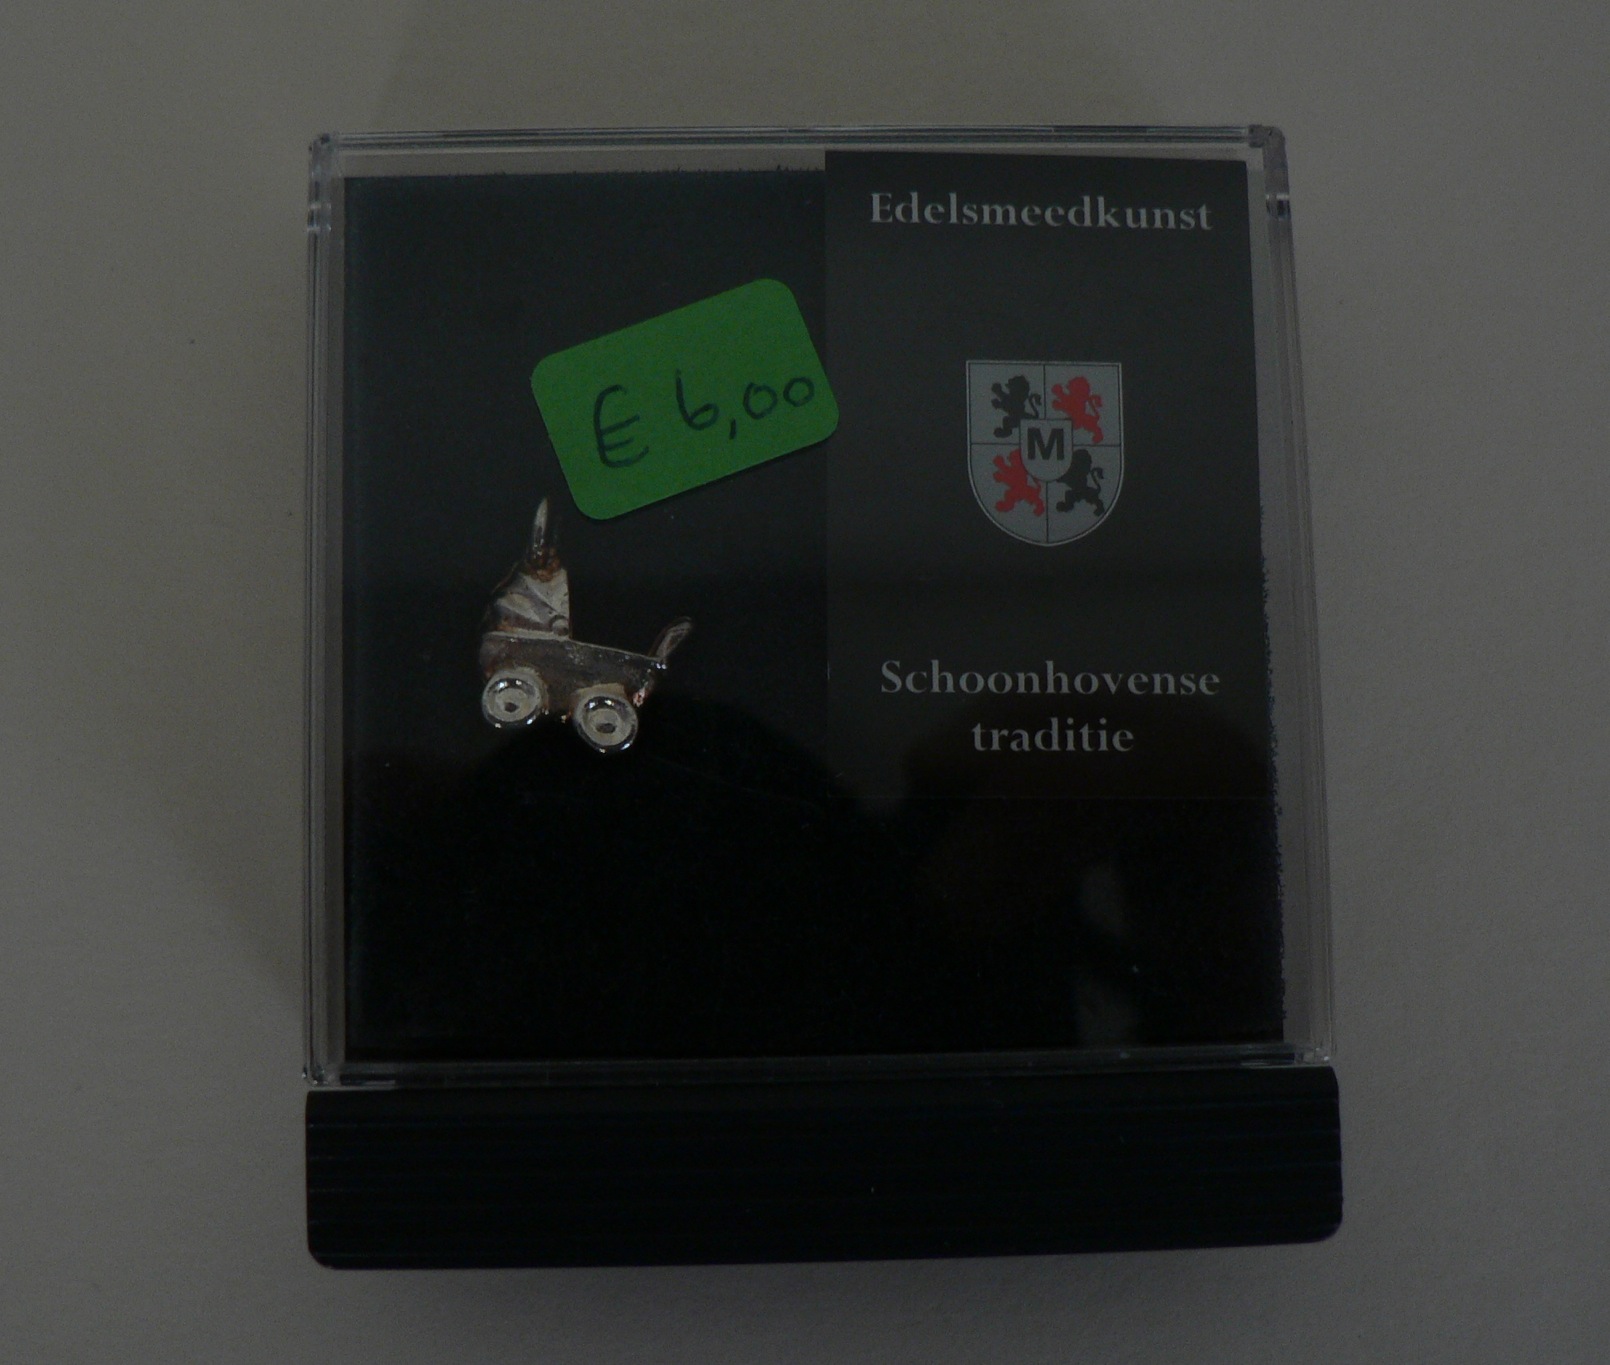 Edelsmeedkunst
€ 6,00
M
Schoonhovense
traditie